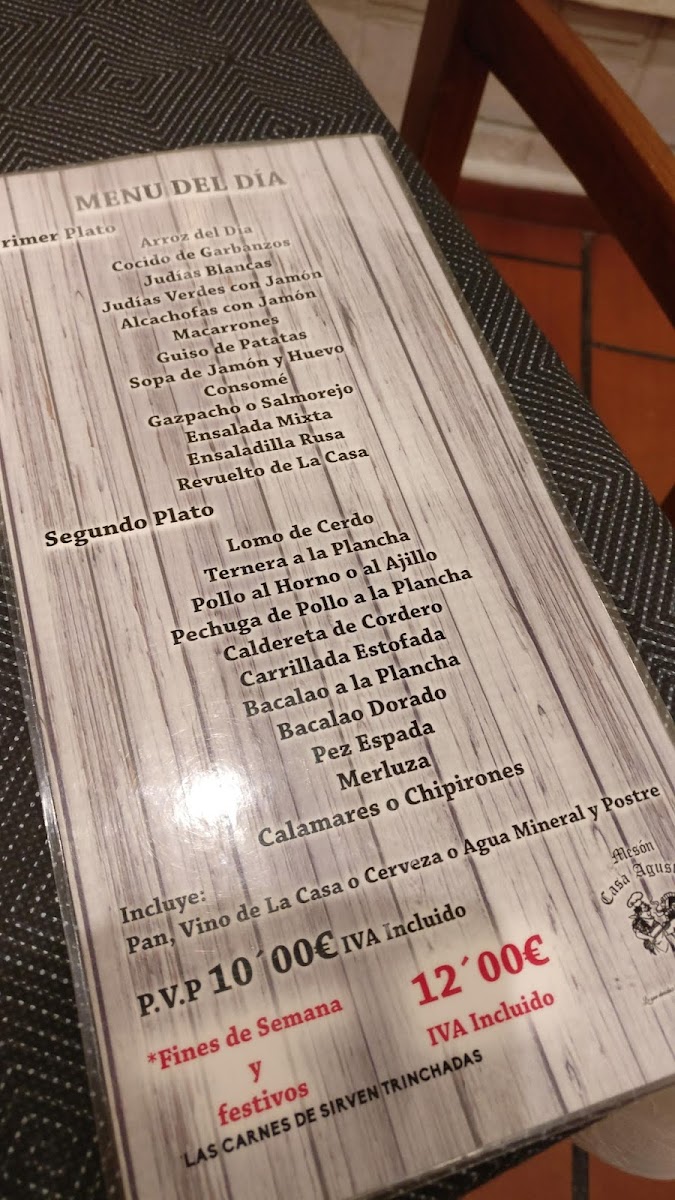 MENU DEL DÍA
rimer Plato
Arroz del Día
Cocido de Garbanzos
Judías Blancas
Judías Verdes con Jamón
Alcachofas con Jamón
Macarrones
Guiso de Patatas
Sopa de Jamón y Huevo
Consomé
Gazpacho o Salmorejo
Ensalada Mixta
Ensaladilla Rusa
Revuelto de La Casa
Segundo Plato
Lomo de Cerdo
Ternera a la Plancha
Pollo al Horno o al Ajillo
Pechuga de Pollo a la Plancha
Caldereta de Cordero
Carrillada Estofada
Bacalao a la Plancha
Bacalao Dorado
Pez Espada
Merluza
Calamares o Chipirones
Incluye:
Pan, Vino de La Casa o Cerveza o Agua Mineral y Postre
P.V.P 10´00€ IVA Incluido
*Fines de Semana
y
festivos
12´00€
IVA Incluido
LAS CARNES DE SIRVEN TRINCHADAS
Mesón
Casa Agus